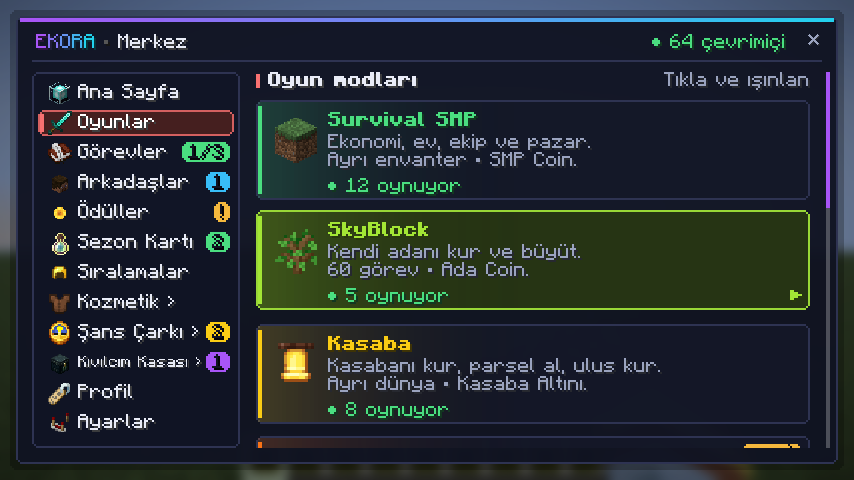 EKORA • Merkez
• 64 çevrimiçi ×
Ana Sayfa
Oyunlar
Görevler 1/3
Arkadaşlar 1
Ödüller !
Sezon Kartı
Sıralamalar
Kozmetik >
Şans Çarkı >
Kıvılcım Kasası > 1
Profil
Ayarlar
Oyun modları
Tıkla ve ışınlan
Survival SMP
Ekonomi, ev, ekip ve pazar.
Ayrı envanter • SMP Coin.
• 12 oynuyor
SkyBlock
Kendi adanı kur ve büyüt.
60 görev • Ada Coin.
• 5 oynuyor
Kasaba
Kasabanı kur, parsel al, ulus kur.
Ayrı dünya • Kasaba Altını.
• 8 oynuyor